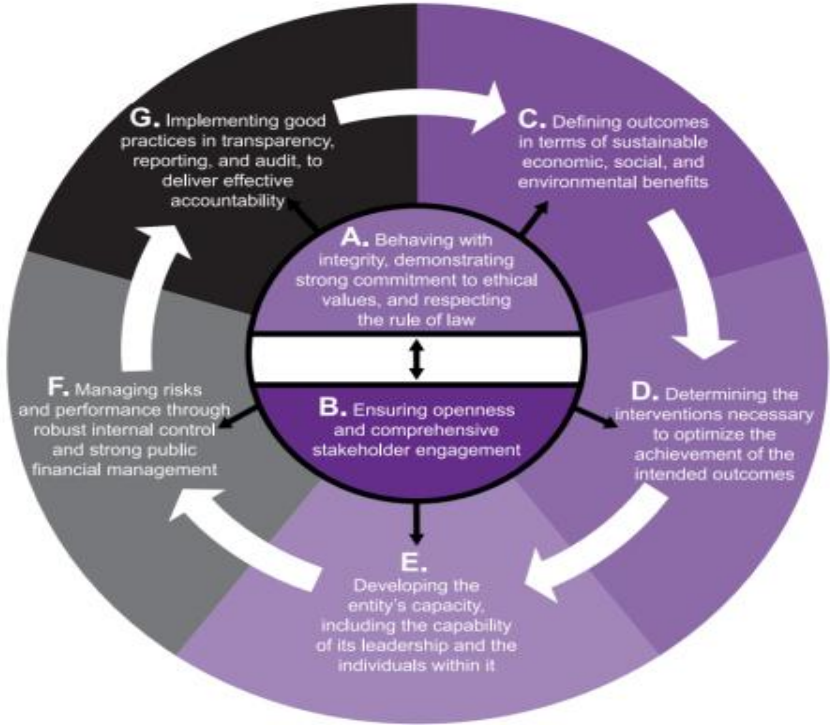 G. Implementing good
practices in transparency,
reporting, and audit, to
deliver effective
accountability
C. Defining outcomes
in terms of sustainable
economic, social, and
environmental benefits
A. Behaving with
integrity, demonstrating
strong commitment to ethical
values, and respecting
the rule of law
F. Managing risks
and performance through
robust internal control
and strong public
financial management
B. Ensuring openness
and comprehensive
stakeholder engagement
D. Determining the
interventions necessary
to optimize the
achievement of the
intended outcomes
E.
Developing the
entity's capacity,
including the capability
of its leadership and the
individuals within it